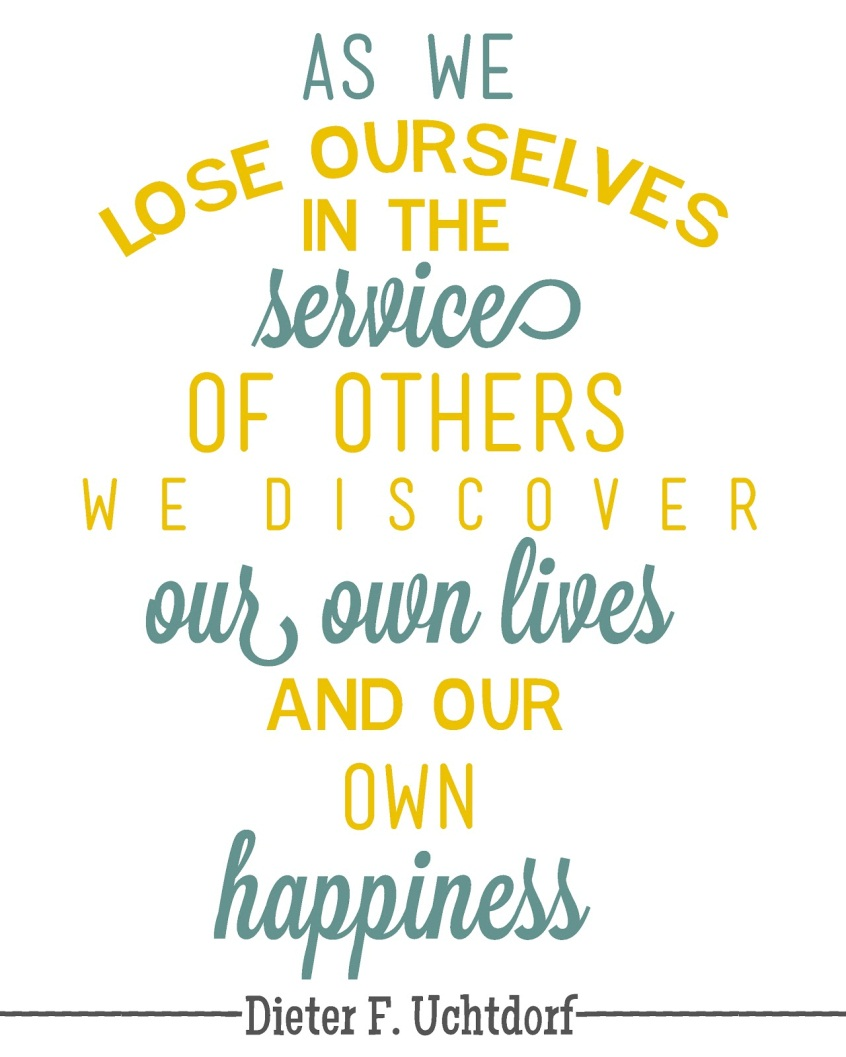 AS WE
LOSE OURSELVES
IN THE
service
OF OTHERS
WE DISCOVER
our own lives
AND OUR
OWN
happiness
Dieter F. Uchtdorf